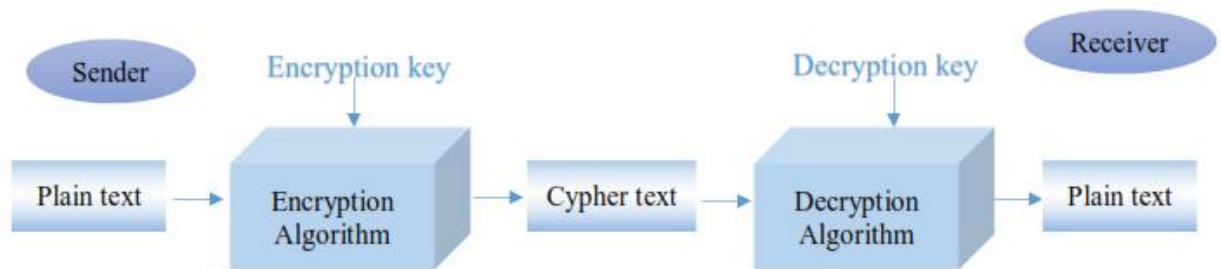 Sender
Encryption key
Decryption key
Receiver
Plain text
Encryption
Algorithm
Cypher text
Decryption
Algorithm
Plain text